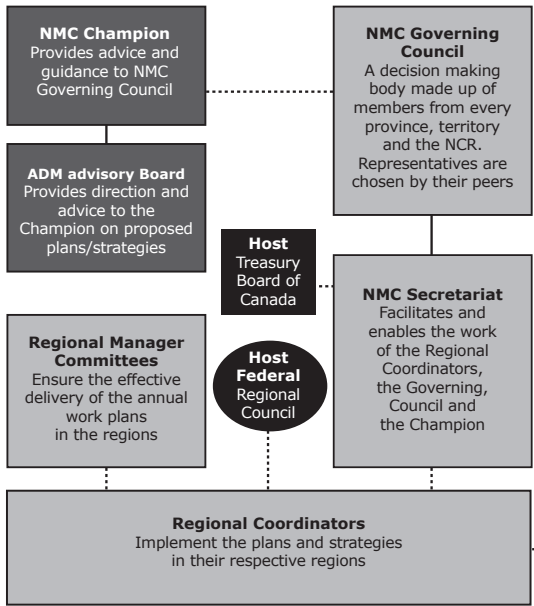 NMC Champion
Provides advice and
guidance to NMC
Governing Council
NMC Governing
Council
A decision making
body made up of
members from every
province, territory
and the NCR.
Representatives are
chosen by their peers
ADM advisory Board
Provides direction and
advice to the
Champion on proposed
plans/strategies
Host
Treasury
Board of
Canada
NMC Secretariat
Facilitates and
enables the work
of the Regional
Coordinators,
the Governing,
Council and
the Champion
Regional Manager
Committees
Ensure the effective
delivery of the annual
work plans
in the regions
Host
Federal
Regional
Council
Regional Coordinators
Implement the plans and strategies
in their respective regions